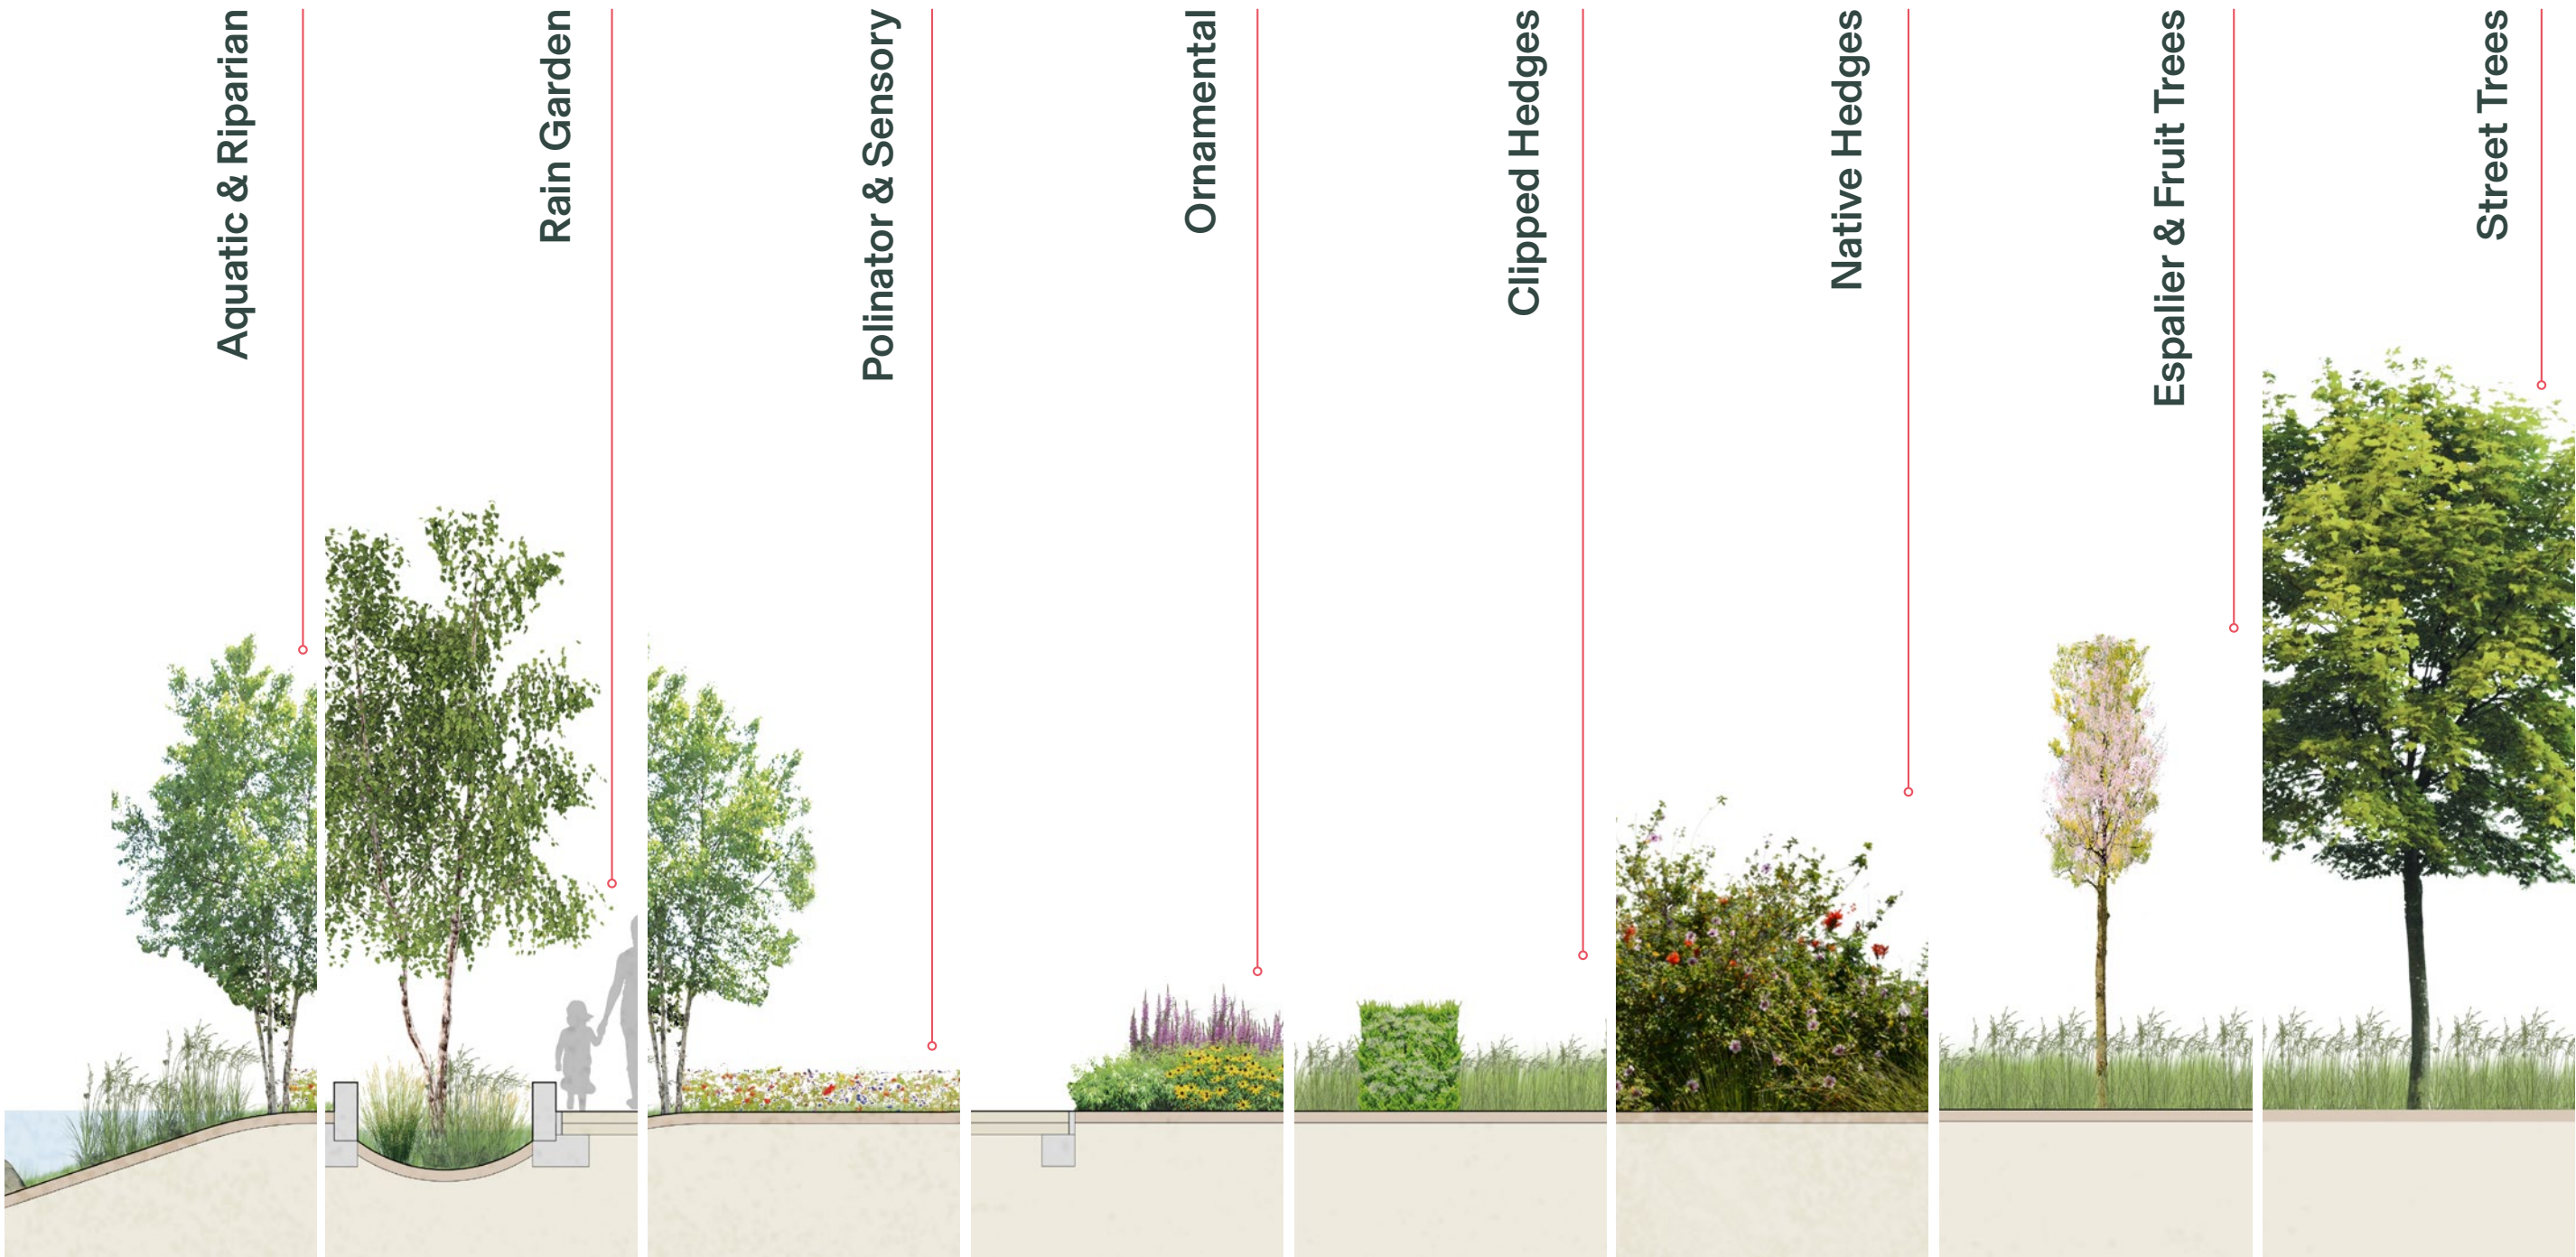 Aquatic & Riparian
Rain Garden
Polinator & Sensory
Ornamental
Clipped Hedges
Native Hedges
Espalier & Fruit Trees
Street Trees